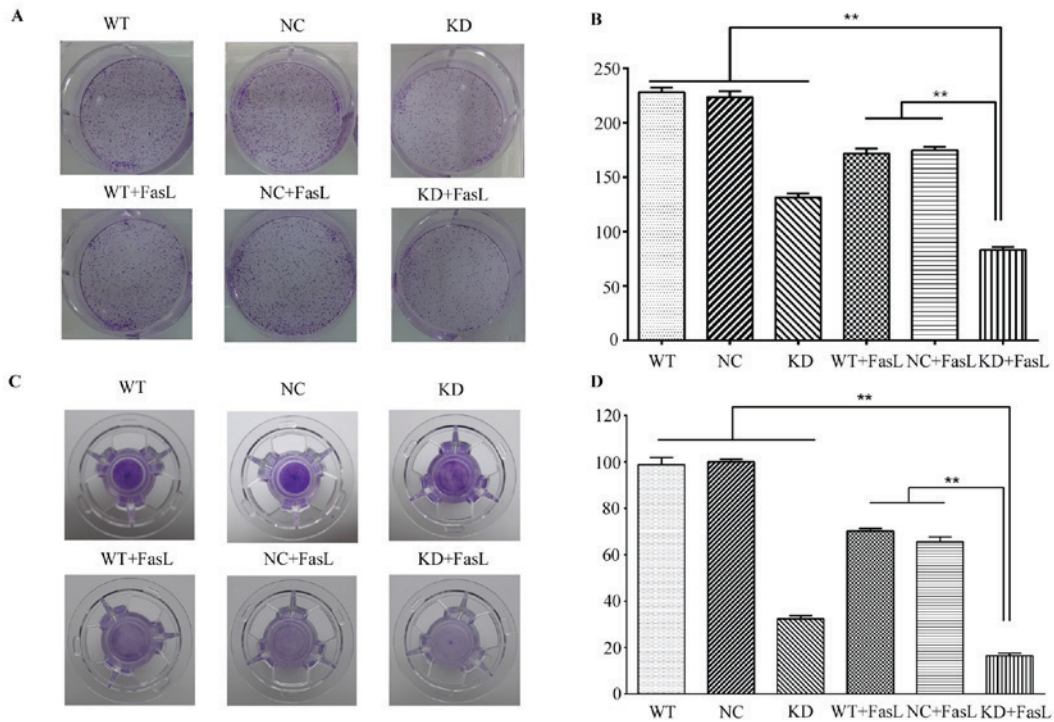 A
WT NC KD
WT+FasL NC+FasL KD+FasL
B
**
**
250
200
150
100
50
0
WT NC KD WT+FasL NC+FasL KD+FasL
C
WT NC KD
WT+FasL NC+FasL KD+FasL
D
**
**
120
100
80
60
40
20
0
WT NC KD WT+FasL NC+FasL KD+FasL